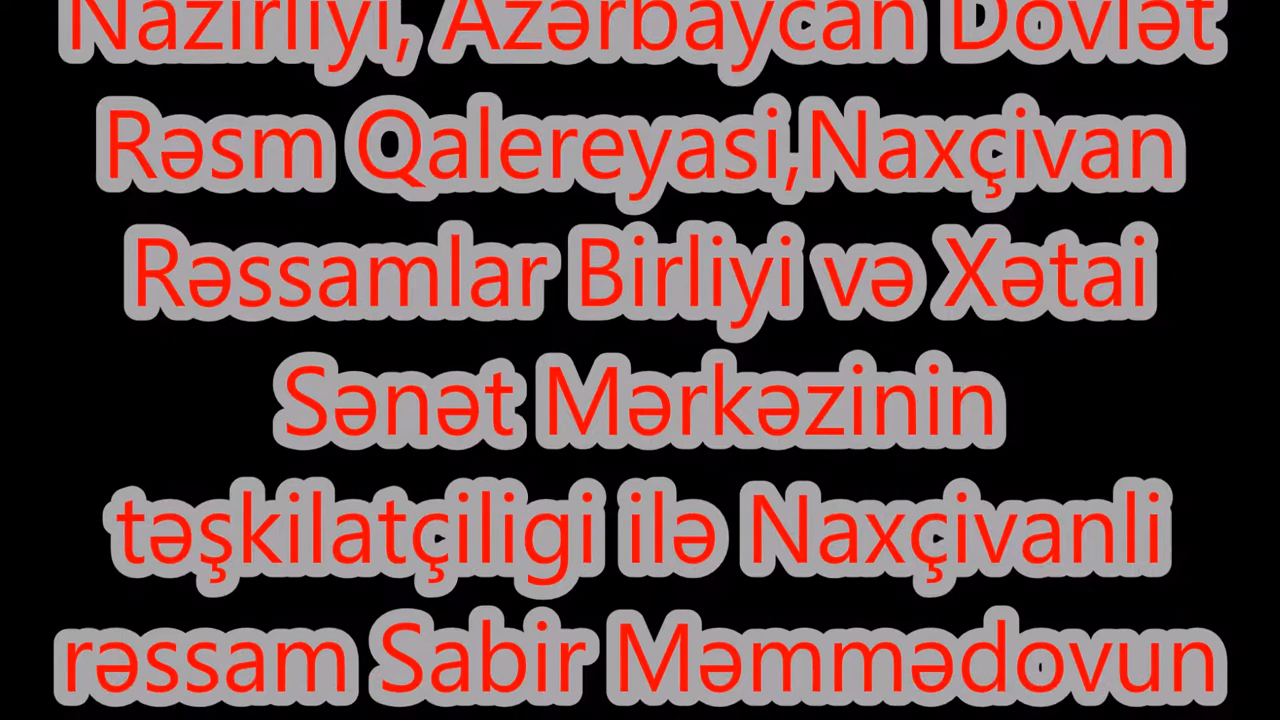 Nazirliyi, Azərbaycan Dövlət
Rəsm Qalereyasi,Naxçivan
Rəssamlar Birliyi və Xətai
Sənət Mərkəzinin
təşkilatçiligi ilə Naxçivanli
rəssam Sabir Məmmədovun